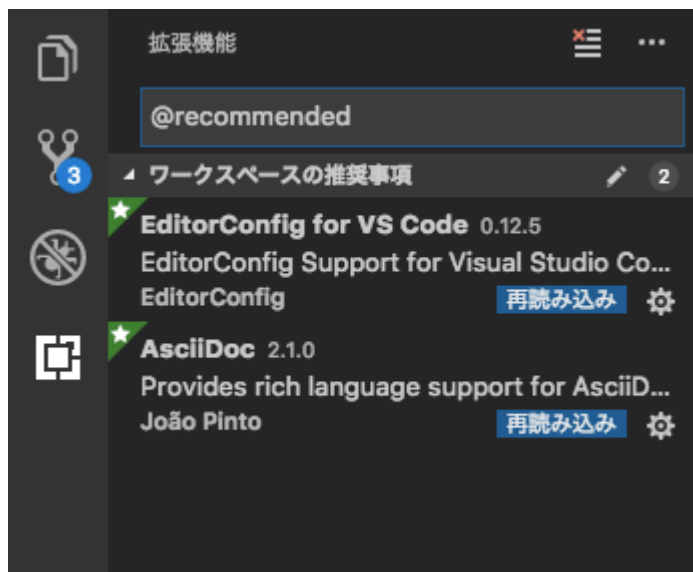 拡張機能
@recommended
3
ワークスペースの推奨事項 2
EditorConfig for VS Code 0.12.5
EditorConfig Support for Visual Studio Co...
EditorConfig 再読み込み
AsciiDoc 2.1.0
Provides rich language support for AsciiD...
João Pinto 再読み込み